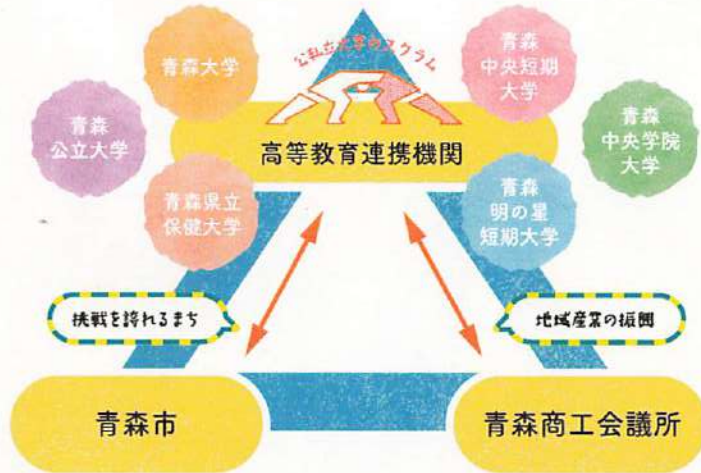 公私立大学のスクラム
青森大学
青森
中央短期
大学
青森
公立大学
青森
中央学院
大学
高等教育連携機関
青森県立
保健大学
青森
明の星
短期大学
挑戦を誇れるまち
地域産業の振興
青森市
青森商工会議所